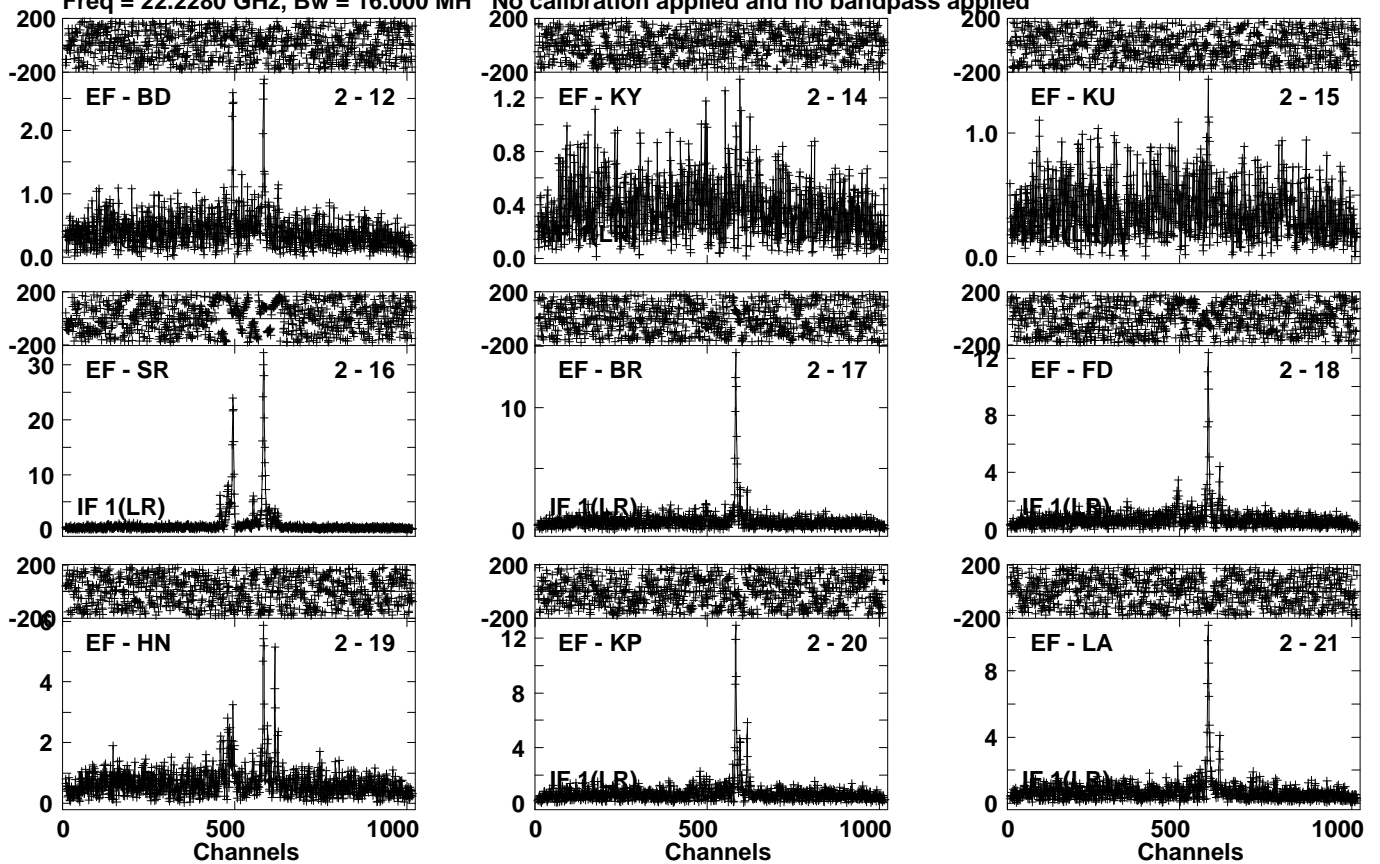 Freq = 22.2280 GHz, Bw = 16.000 MH No calibration applied and no bandpass applied
200 200 200
-200 -200 -200
EF - BD 2 - 12 EF - KY 2 - 14 EF - KU 2 - 15
2.0 1.2 1.0
1.0 0.8
0.4
0.0 0.0 0.0
200 200 200
-200 -200 -200
30 12
EF - SR 2 - 16 EF - BR 2 - 17 EF - FD 2 - 18
20 10 8
10 4
IF 1(LR) IF 1(LR) IF 1(LR)
0 0 0
200 200 200
-200 -200 -200
6
EF - HN 2 - 19 EF - KP 2 - 20 EF - LA 2 - 21
12
4 8 8
2 4 4
IF 1(LR) IF 1(LR)
0 0 0
0 500 1000 0 500 1000 0 500 1000
Channels Channels Channels